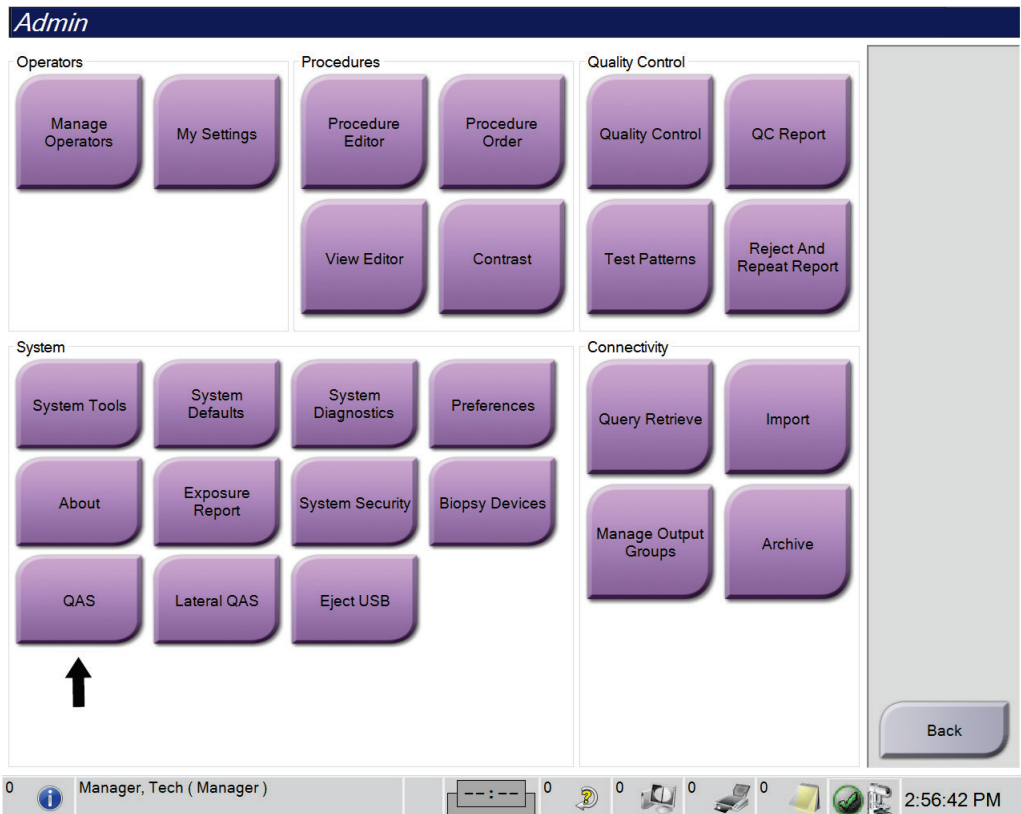 Admin
Operators
Manage
Operators
My Settings
Procedures
Procedure
Editor
Procedure
Order
View Editor
Contrast
Quality Control
Quality Control
QC Report
Test Patterns
Reject And
Repeat Report
System
System Tools
System
Defaults
System
Diagnostics
Preferences
About
Exposure
Report
System Security
Biopsy Devices
QAS
Lateral QAS
Eject USB
Connectivity
Query Retrieve
Import
Manage Output
Groups
Archive
Back
0
Manager, Tech ( Manager )
--:--
0
0
0
0
2:56:42 PM